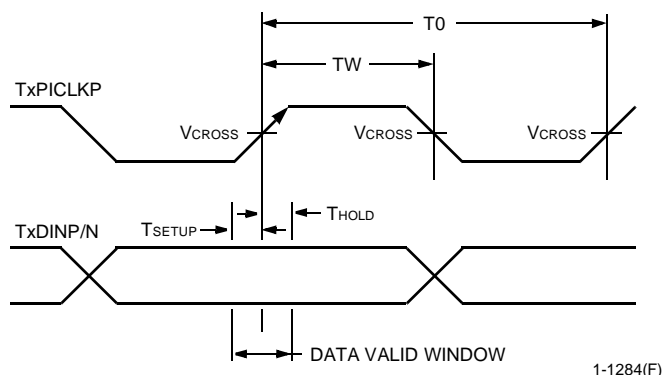 T0
TW
TxPICLKP
VCROSS
VCROSS
VCROSS
THOLD
TSETUP
TxDINP/N
DATA VALID WINDOW
1-1284(F)